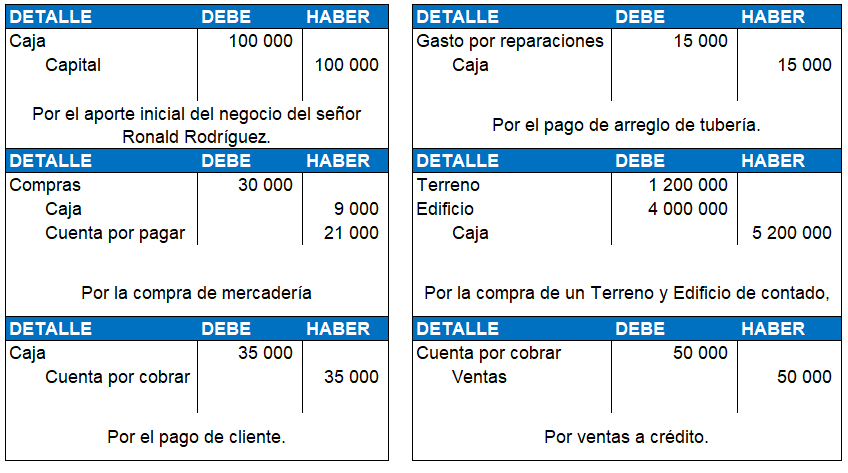 DETALLE DEBE HABER
Caja 100 000
Capital 100 000
Por el aporte inicial del negocio del señor
Ronald Rodríguez.
DETALLE DEBE HABER
Gasto por reparaciones 15 000
Caja 15 000
Por el pago de arreglo de tubería.
DETALLE DEBE HABER
Compras 30 000
Caja 9 000
Cuenta por pagar 21 000
Por la compra de mercadería
DETALLE DEBE HABER
Terreno 1 200 000
Edificio 4 000 000
Caja 5 200 000
Por la compra de un Terreno y Edificio de contado,
DETALLE DEBE HABER
Caja 35 000
Cuenta por cobrar 35 000
Por el pago de cliente.
DETALLE DEBE HABER
Cuenta por cobrar 50 000
Ventas 50 000
Por ventas a crédito.